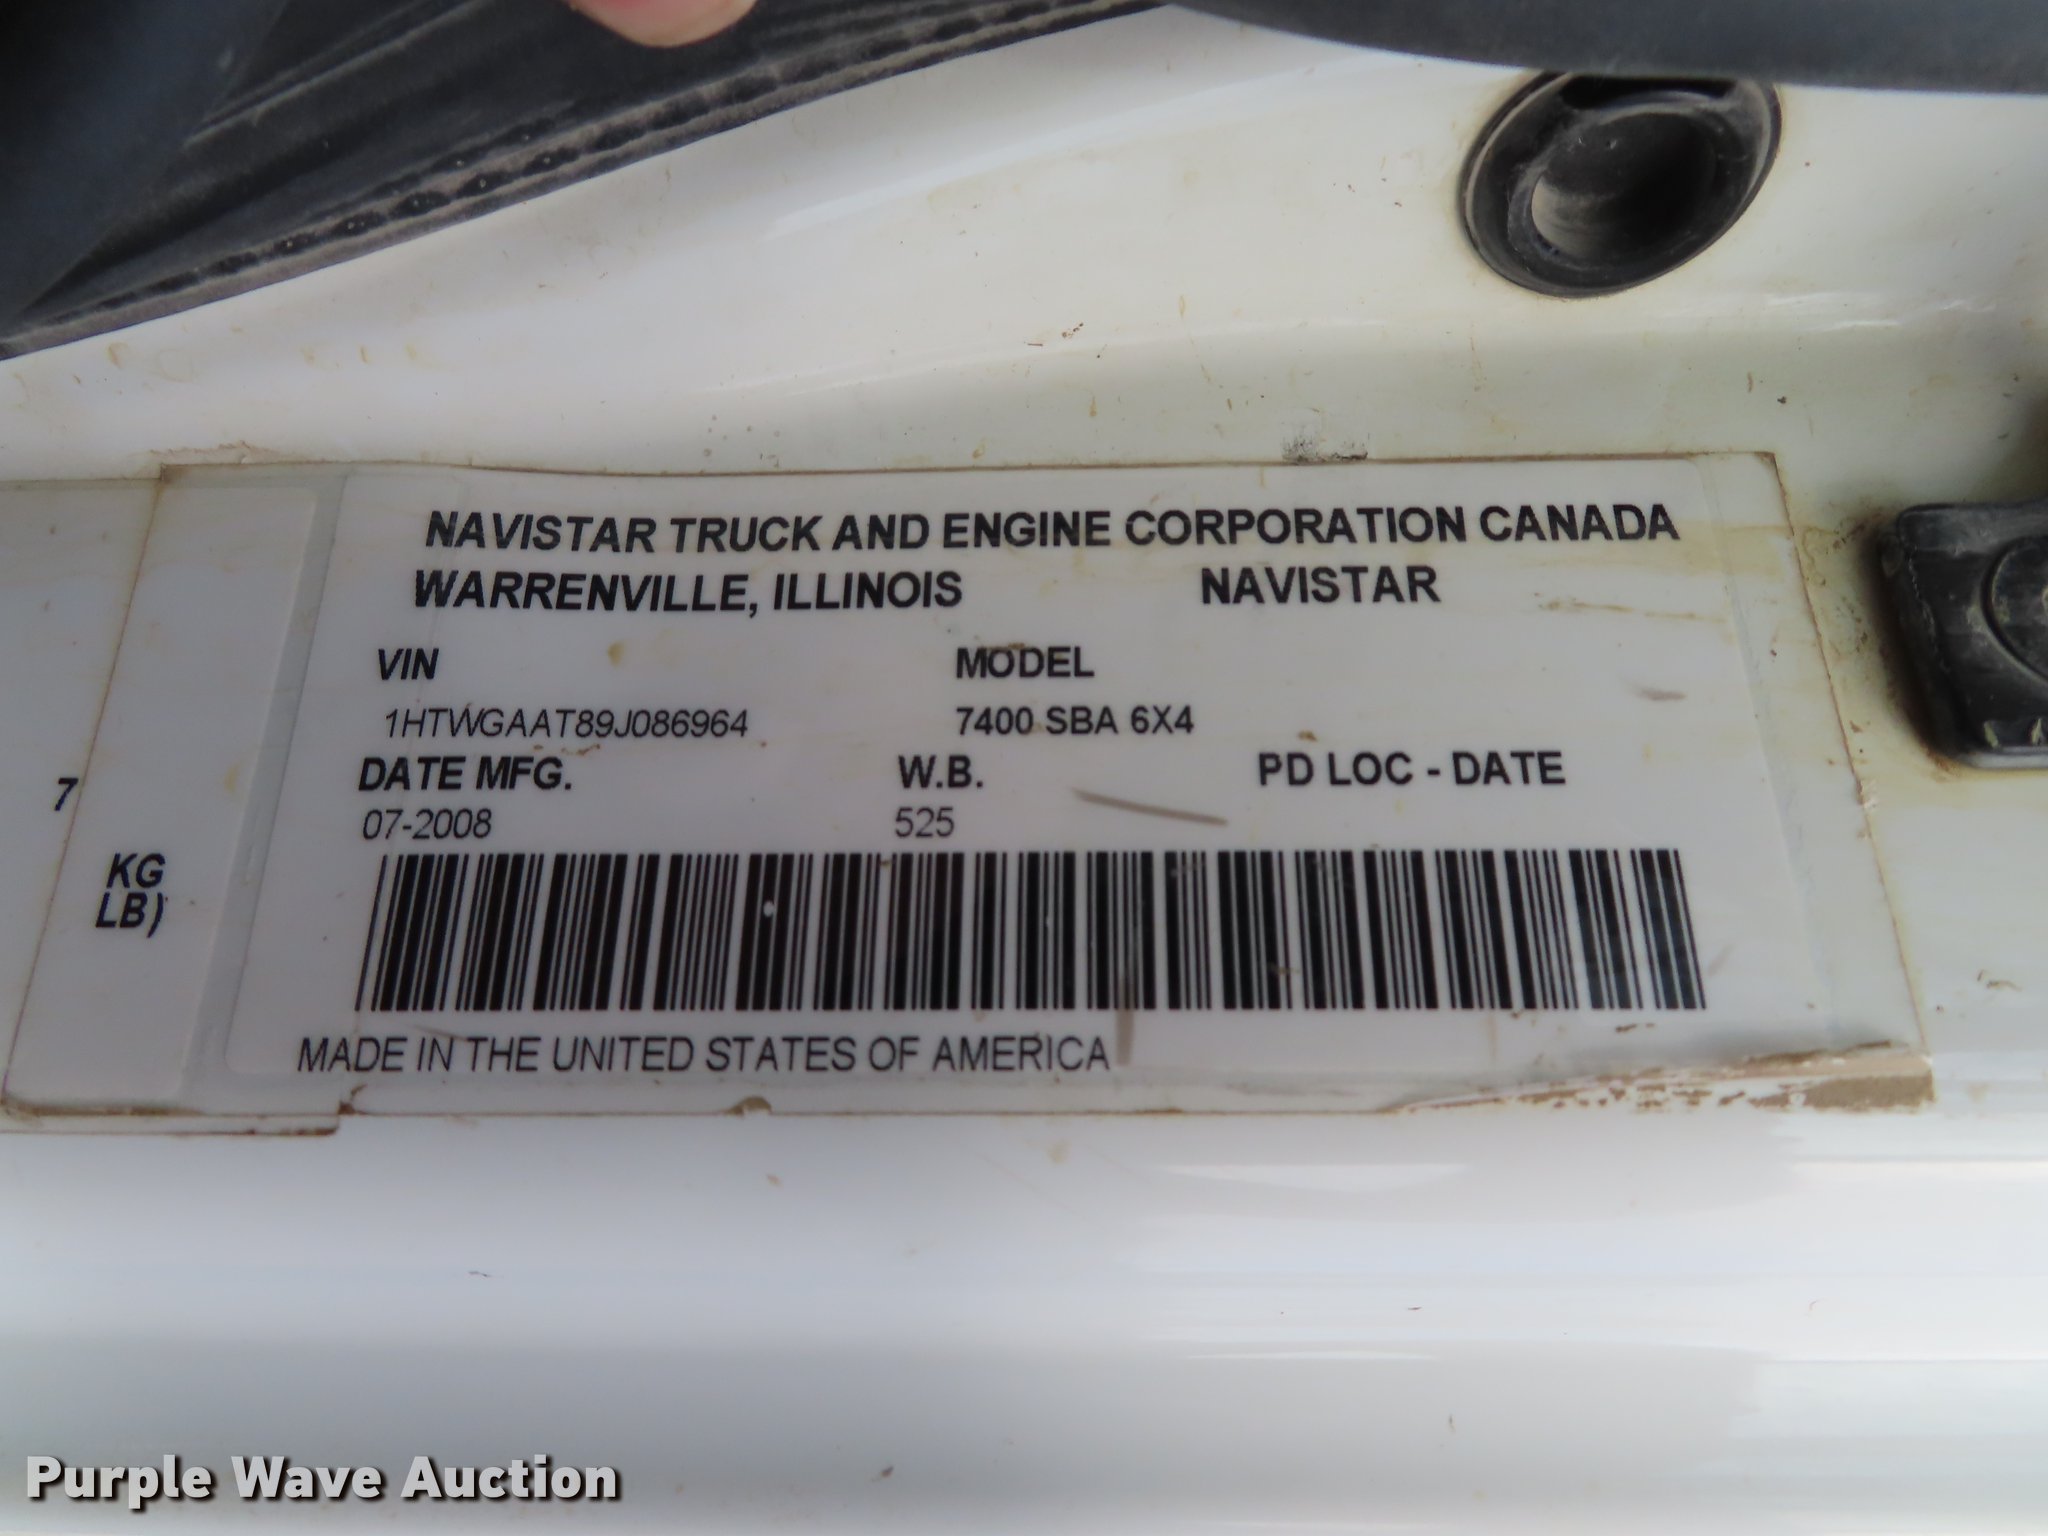 NAVISTAR TRUCK AND ENGINE CORPORATION CANADA
WARRENVILLE, ILLINOIS NAVISTAR
VIN MODEL
1HTWGAAT89J086964 7400 SBA 6X4
DATE MFG. W.B. PD LOC - DATE
07-2008 525
7
KG
LB)
MADE IN THE UNITED STATES OF AMERICA
Purple Wave Auction